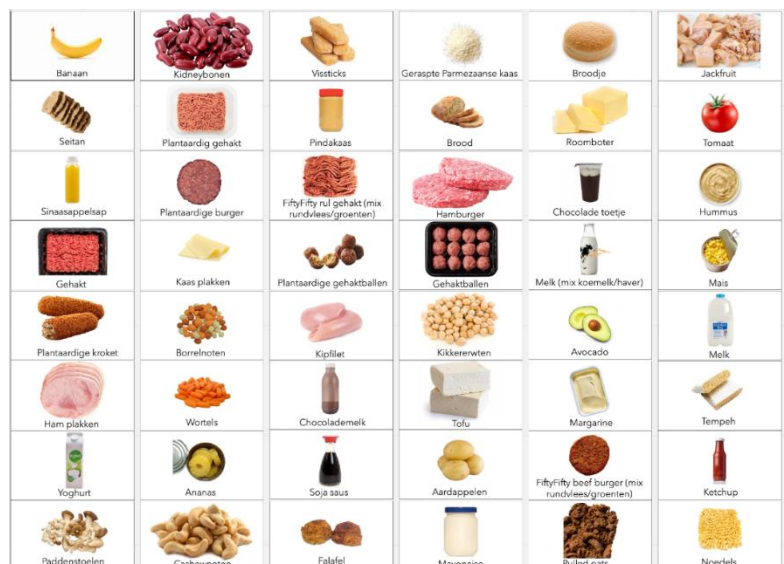 Banaan
Kidneybonen
Vissticks
Geraspte Parmezaanse kaas
Broodje
Jackfruit
Seitan
Plantaardig gehakt
Pindakaas
Brood
Roomboter
Tomaat
Sinaasappelsap
Plantaardige burger
FiftyFifty rul gehakt (mix
rundvlees/groenten)
Hamburger
Chocolade toetje
Hummus
Gehakt
Kaas plakken
Plantaardige gehaktballen
Gehaktballen
Melk (mix koemelk/haver)
Mais
Plantaardige kroket
Borrelnoten
Kipfilet
Kikkererwten
Avocado
Melk
Ham plakken
Wortels
Chocolademelk
Tofu
Margarine
Tempeh
Yoghurt
Ananas
Soja saus
Aardappelen
FiftyFifty beef burger (mix
rundvlees/groenten)
Ketchup
Paddenstoelen
Cashewnoten
Falafel
Mayonaise
Pulled oats
Noedels